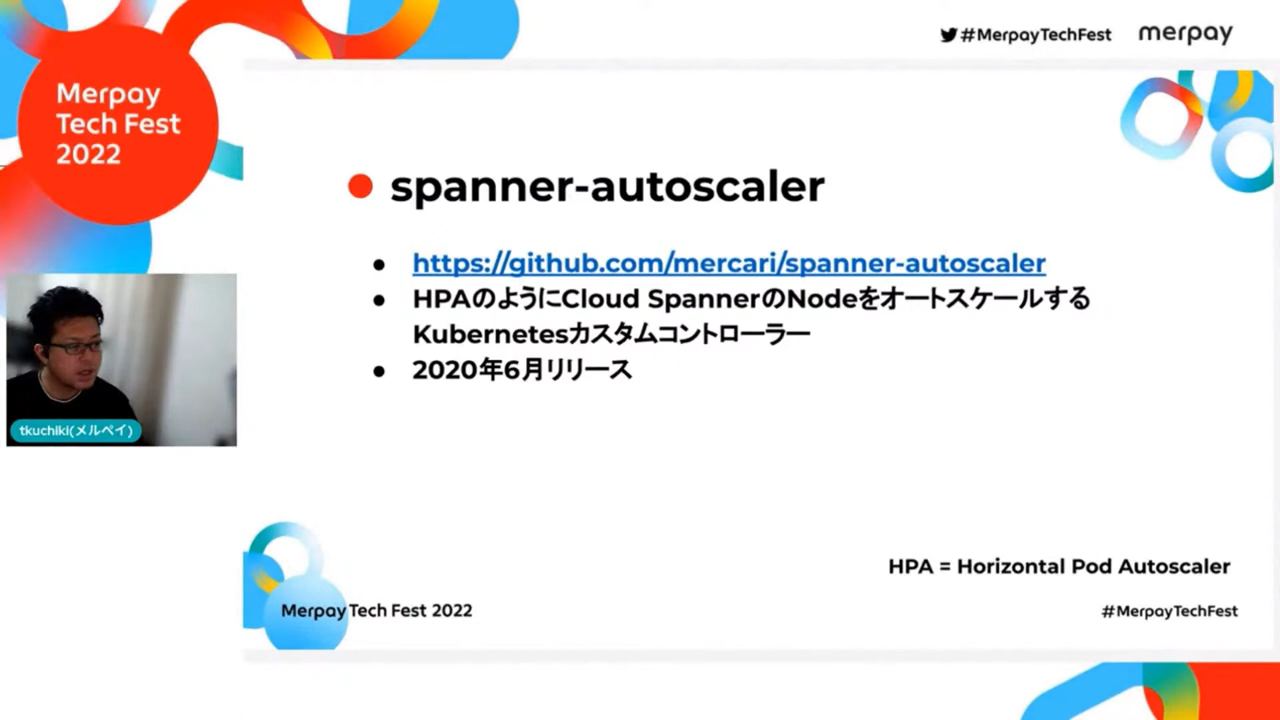 #MerpayTechFest
merpay
Merpay
Tech Fest
2022
spanner-autoscaler
https://github.com/mercari/spanner-autoscaler
HPAのようにCloud SpannerのNodeをオートスケールする
Kubernetesカスタムコントローラー
2020年6月リリース
tkuchiki(メルペイ)
HPA = Horizontal Pod Autoscaler
Merpay Tech Fest 2022
#MerpayTechFest